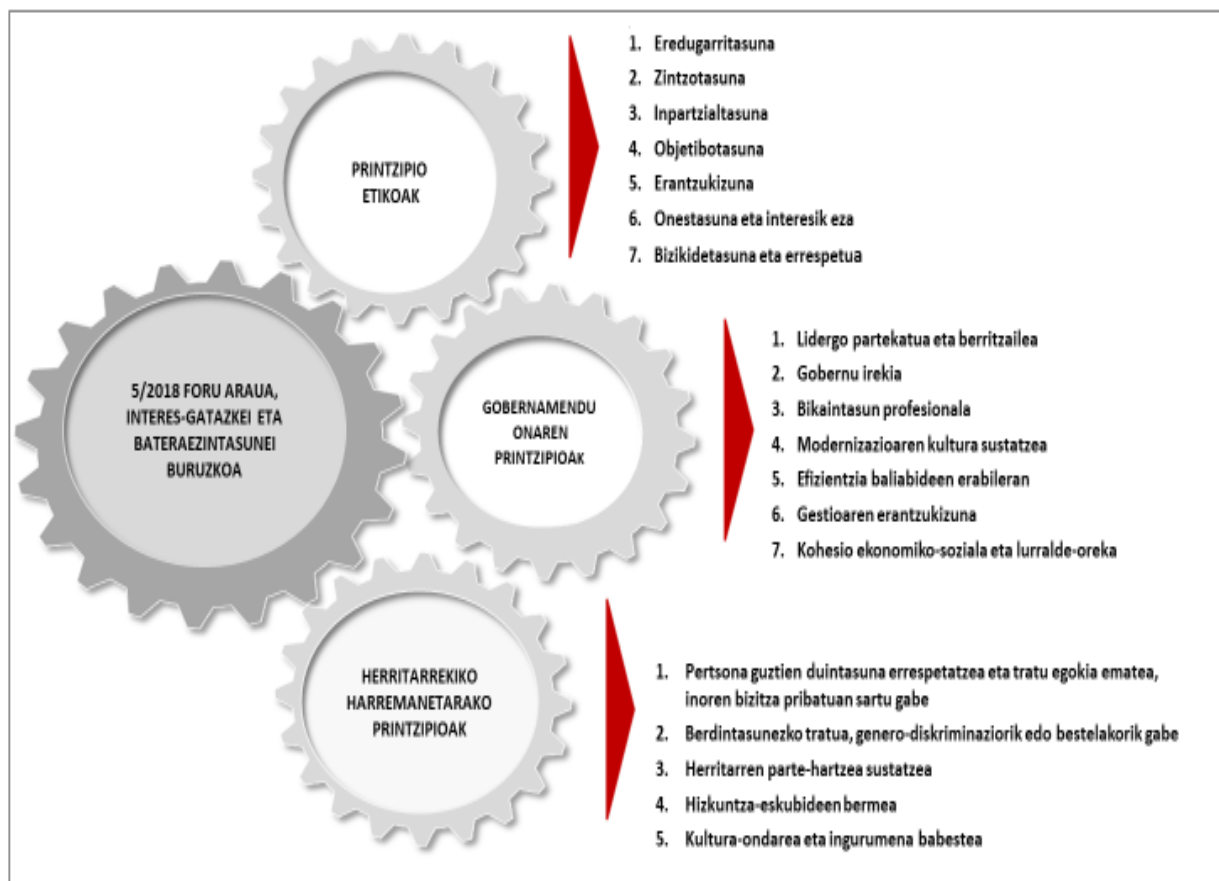 PRINTZIPIO
ETIKOAK
1. Eredugarritasuna
2. Zintzotasuna
3. Inpartzialtasuna
4. Objetibotasuna
5. Erantzukizuna
6. Onestasuna eta interesik eza
7. Bizikidetasuna eta errespetua
5/2018 FORU ARAUA,
INTERES-GATAZKEI ETA
BATERAEZINTASUNEI
BURUZKOA
GOBERNAMENDU
ONAREN
PRINTZIPIOAK
1. Lidergo partekatua eta berritzailea
2. Gobernu irekia
3. Bikaintasun profesionala
4. Modernizazioaren kultura sustatzea
5. Efizientzia baliabideen erabileran
6. Gestioaren erantzukizuna
7. Kohesio ekonomiko-soziala eta lurralde-oreka
HERRITARREKIKO
HARREMANETARAKO
PRINTZIPIOAK
1. Pertsona guztien duintasuna errespetatzea eta tratu egokia ematea,
inoren bizitza pribatuan sartu gabe
2. Berdintasunezko tratua, genero-diskriminaziorik edo bestelakorik gabe
3. Herritarren parte-hartzea sustatzea
4. Hizkuntza-eskubideen bermea
5. Kultura-ondarea eta ingurumena babestea